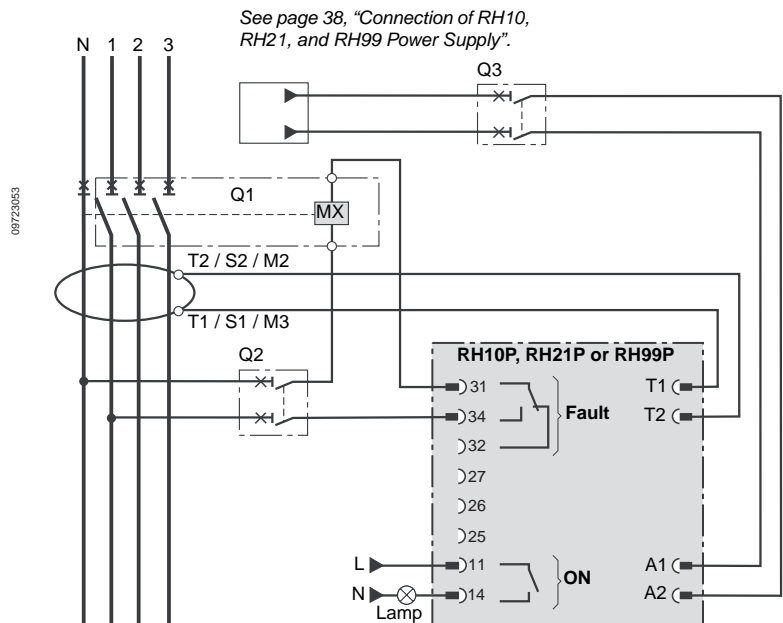 See page 38, “Connection of RH10,
RH21, and RH99 Power Supply”.
N 1 2 3
Q3
09723053
Q1
MX
T2 / S2 / M2
T1 / S1 / M3
Q2
RH10P, RH21P or RH99P
31
T1
34
Fault
T2
32
27
26
25
L
11
ON
A1
N
14
A2
Lamp